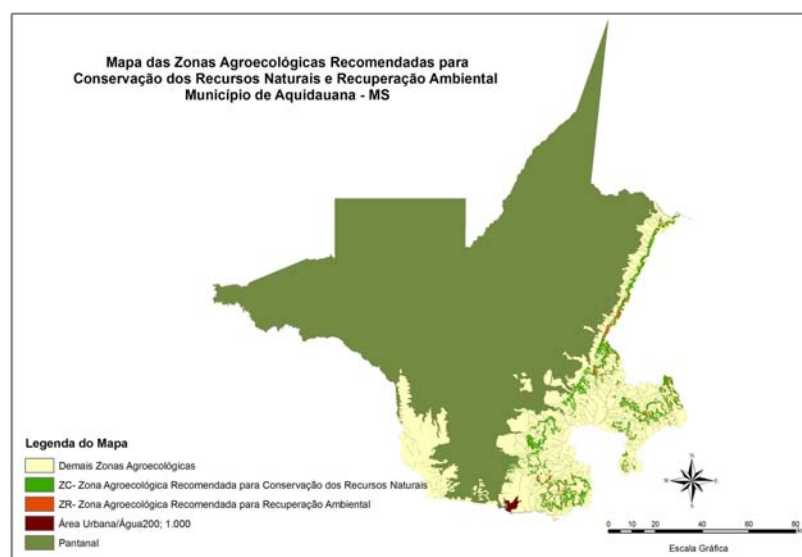 Mapa das Zonas Agroecológicas Recomendadas para
Conservação dos Recursos Naturais e Recuperação Ambiental
Município de Aquidauana - MS
Legenda do Mapa
Demais Zonas Agroecológicas
ZC- Zona Agroecológica Recomendada para Conservação dos Recursos Naturais
ZR- Zona Agroecológica Recomendada para Recuperação Ambiental
Área Urbana/Água200; 1.000
Pantanal
N
W E
S
0 10 20 40 60 80
Escala Gráfica